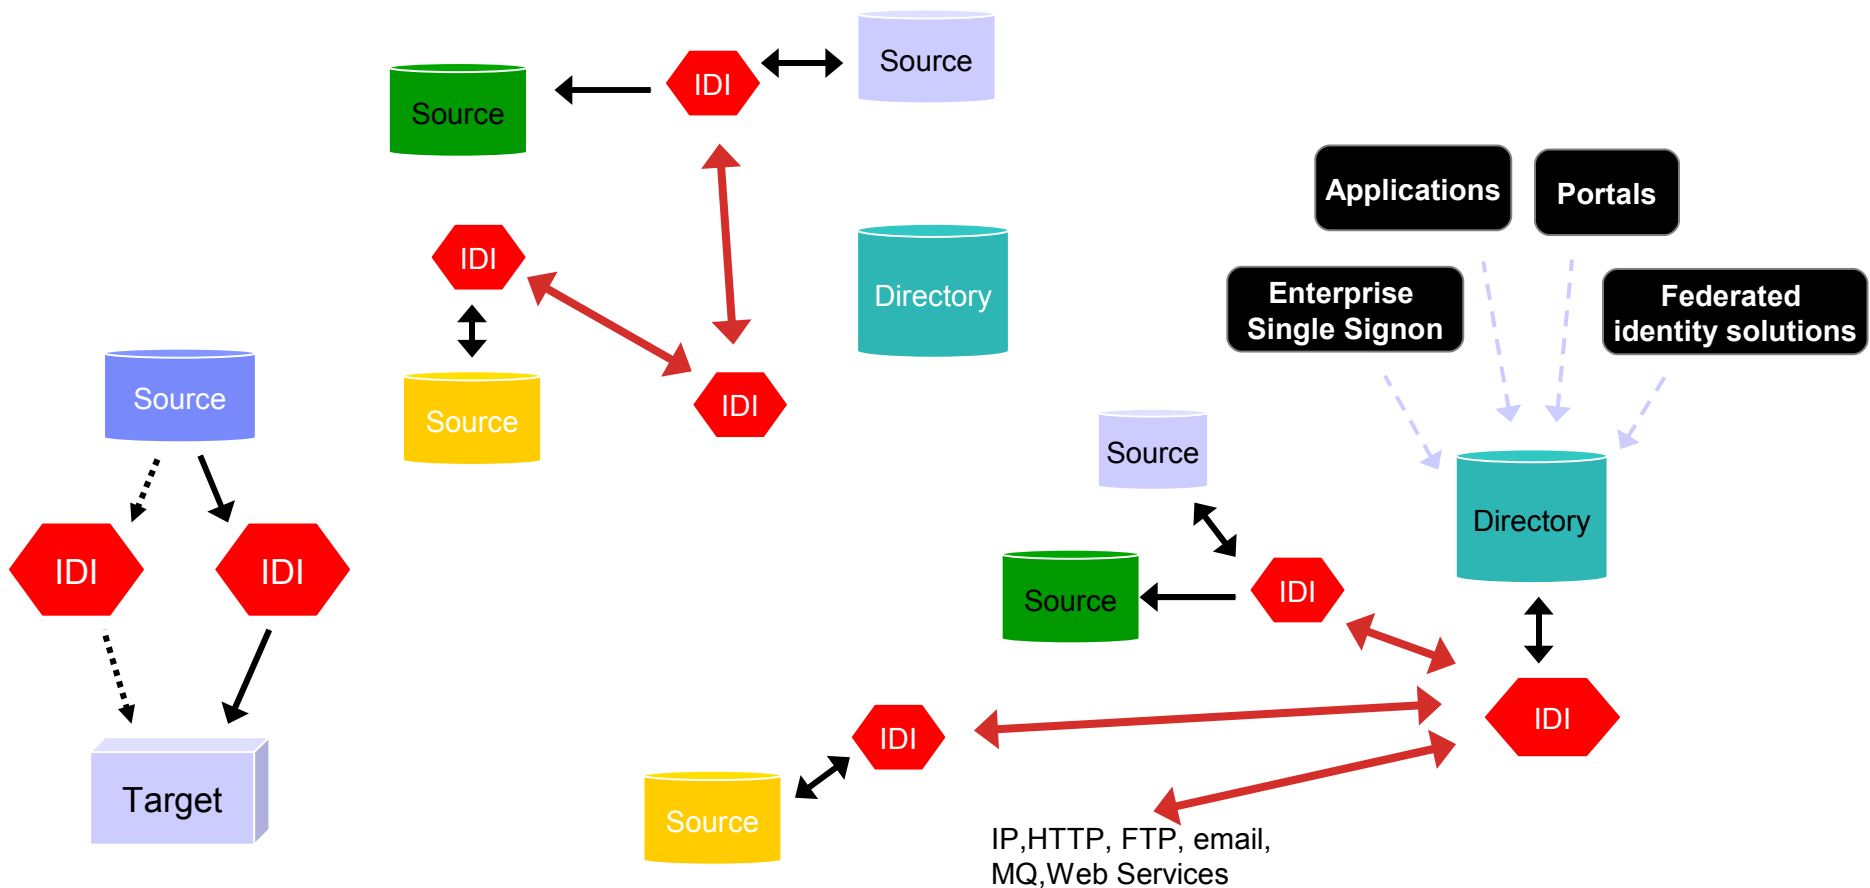 Source
IDI
Source
Applications
Portals
IDI
Directory
Enterprise
Single Signon
Federated
identity solutions
Source
Source
IDI
Source
Directory
IDI
IDI
Source
IDI
IDI
IDI
Target
Source
IP,HTTP, FTP, email,
MQ,Web Services